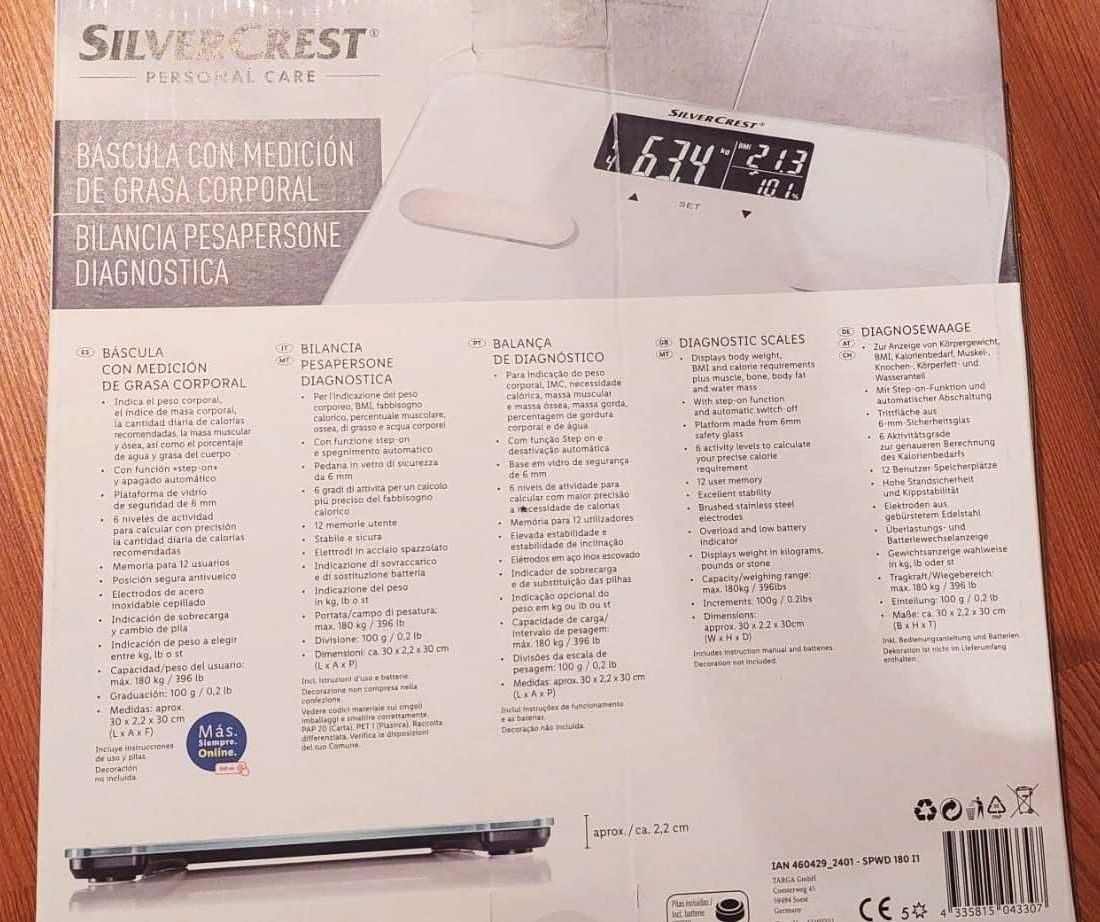 SILVERCREST®
PERSONAL CARE
BÁSCULA CON MEDICIÓN
DE GRASA CORPORAL
BILANCIA PESAPERSONE
DIAGNOSTICA
SILVERCREST®
4
63.4 kg
BMI 21.3
10.1 %
SET
ES
BÁSCULA
CON MEDICIÓN
DE GRASA CORPORAL
• Indica el peso corporal,
el índice de masa corporal,
la cantidad diaria de calorías
recomendadas, la masa muscular
y ósea, así como el porcentaje
de agua y grasa del cuerpo
• Con función «step-on»
y apagado automático
• Plataforma de vidrio
de seguridad de 6 mm
• 6 niveles de actividad
para calcular con precisión
la cantidad diaria de calorías
recomendadas
• Memoria para 12 usuarios
• Posición segura antivuelco
• Electrodos de acero
inoxidable cepillado
• Indicación de sobrecarga
y cambio de pila
• Indicación de peso a elegir
entre kg, lb o st
• Capacidad/peso del usuario:
máx. 180 kg / 396 lb
• Graduación: 100 g / 0,2 lb
• Medidas: aprox.
30 x 2,2 x 30 cm
(L x A x F)
Incluye instrucciones
de uso y pilas.
Decoración
no incluida.
Más.
Siempre.
Online.
IT
MT
BILANCIA
PESAPERSONE
DIAGNOSTICA
• Per l'indicazione del peso
corporeo, BMI, fabbisogno
calorico, percentuale muscolare,
ossea, di grasso e acqua corporei
• Con funzione step-on
e spegnimento automatico
• Pedana in vetro di sicurezza
da 6 mm
• 6 gradi di attività per un calcolo
più preciso del fabbisogno
calorico
• 12 memorie utente
• Stabile e sicura
• Elettrodi in acciaio spazzolato
• Indicazione di sovraccarico
e di sostituzione batteria
• Indicazione del peso
in kg, lb o st
• Portata/campo di pesatura:
max. 180 kg / 396 lb
• Divisione: 100 g / 0,2 lb
• Dimensioni: ca. 30 x 2,2 x 30 cm
(L x A x P)
Incl. istruzioni d'uso e batterie.
Decorazione non compresa nella
confezione.
Vedere codici materiale sui singoli
imballaggi e smaltire correttamente.
PAP 20 (Carta), PET 1 (Plastica). Raccolta
differenziata. Verifica le disposizioni
del tuo Comune.
PT
BALANÇA
DE DIAGNÓSTICO
• Para indicação do peso
corporal, IMC, necessidade
calórica, massa muscular
e massa óssea, massa gorda,
percentagem de gordura
corporal e de água
• Com função Step on e
desativação automática
• Base em vidro de segurança
de 6 mm
• 6 níveis de atividade para
calcular com maior precisão
a necessidade de calorias
• Memória para 12 utilizadores
• Elevada estabilidade e
estabilidade de inclinação
• Elétrodos em aço inox escovado
• Indicador de sobrecarga
e de substituição das pilhas
• Indicação opcional do
peso em kg ou lb ou st
• Capacidade de carga/
intervalo de pesagem:
máx. 180 kg / 396 lb
• Divisões da escala de
pesagem: 100 g / 0,2 lb
• Medidas: aprox. 30 x 2,2 x 30 cm
(L x A x P)
Inclui instruções de funcionamento
e as baterias.
Decoração não incluída.
GB
MT
DIAGNOSTIC SCALES
• Displays body weight,
BMI and calorie requirements
plus muscle, bone, body fat
and water mass
• With step-on function
and automatic switch-off
• Platform made from 6mm
safety glass
• 6 activity levels to calculate
your precise calorie
requirement
• 12 user memory
• Excellent stability
• Brushed stainless steel
electrodes
• Overload and low battery
indicator
• Displays weight in kilograms,
pounds or stone
• Capacity/weighing range:
max. 180kg / 396lbs
• Increments: 100g / 0.2lbs
• Dimensions:
approx. 30 x 2.2 x 30cm
(W x H x D)
Includes instruction manual and batteries.
Decoration not included.
DE
AT
CH
DIAGNOSEWAAGE
• Zur Anzeige von Körpergewicht,
BMI, Kalorienbedarf, Muskel-,
Knochen-, Körperfett- und
Wasseranteil
• Mit Step-on-Funktion und
automatischer Abschaltung
• Trittfläche aus
6-mm-Sicherheitsglas
• 6 Aktivitätsgrade
zur genaueren Berechnung
des Kalorienbedarfs
• 12 Benutzer-Speicherplätze
• Hohe Standsicherheit
und Kippstabilität
• Elektroden aus
gebürstetem Edelstahl
• Überlastungs- und
Batteriewechselanzeige
• Gewichtsanzeige wahlweise
in kg, lb oder st
• Tragkraft/Wiegebereich:
max. 180 kg / 396 lb
• Einteilung: 100 g / 0,2 lb
• Maße: ca. 30 x 2,2 x 30 cm
(B x H x T)
Inkl. Bedienungsanleitung und Batterien.
Dekoration ist nicht im Lieferumfang
enthalten.
aprox./ca. 2,2 cm
Pilas incluidas /
Incl. batterie
IAN 460429_2401 - SPWD 180 I1
TARGA GmbH
Coesterweg 45
59494 Soest
Germany
CE
4 335815 043307